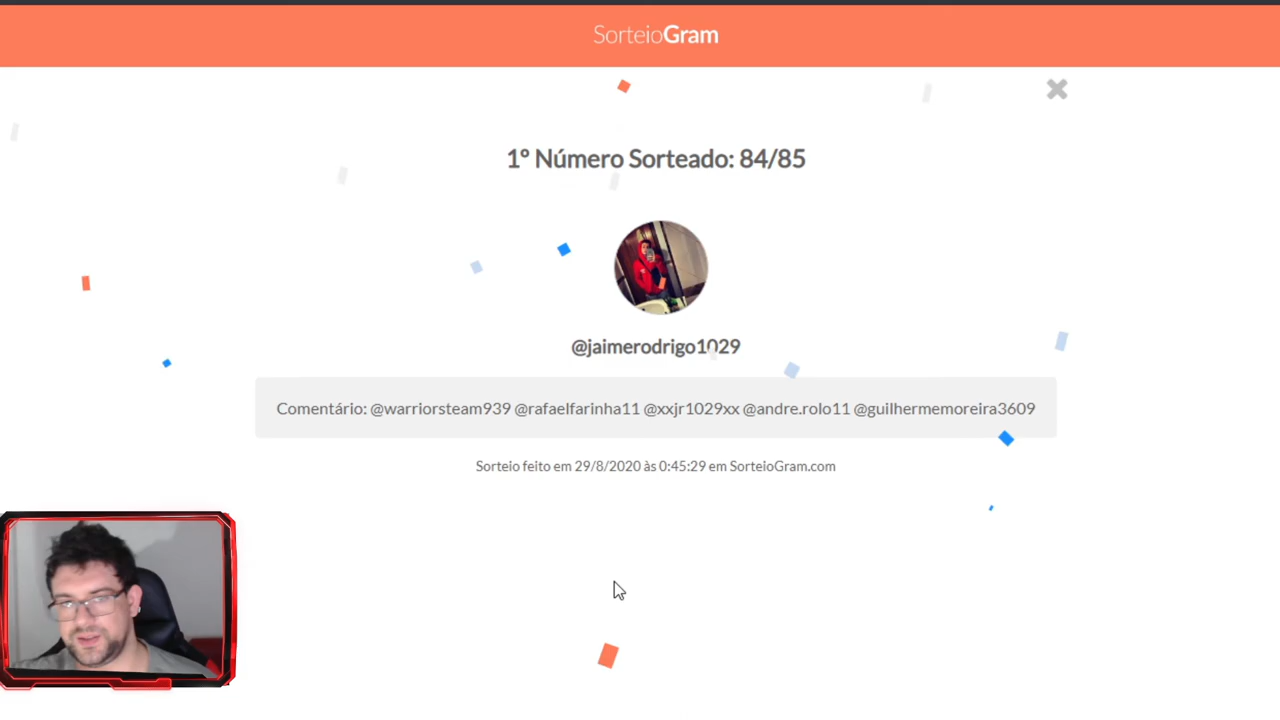 SorteioGram
1º Número Sorteado: 84/85
@jaimerodrigo1029
Comentário: @warriorsteam939 @rafaelfarinha11 @xxjr1029xx @andre.rolo11 @guilhermemoreira3609
Sorteio feito em 29/8/2020 às 0:45:29 em SorteioGram.com